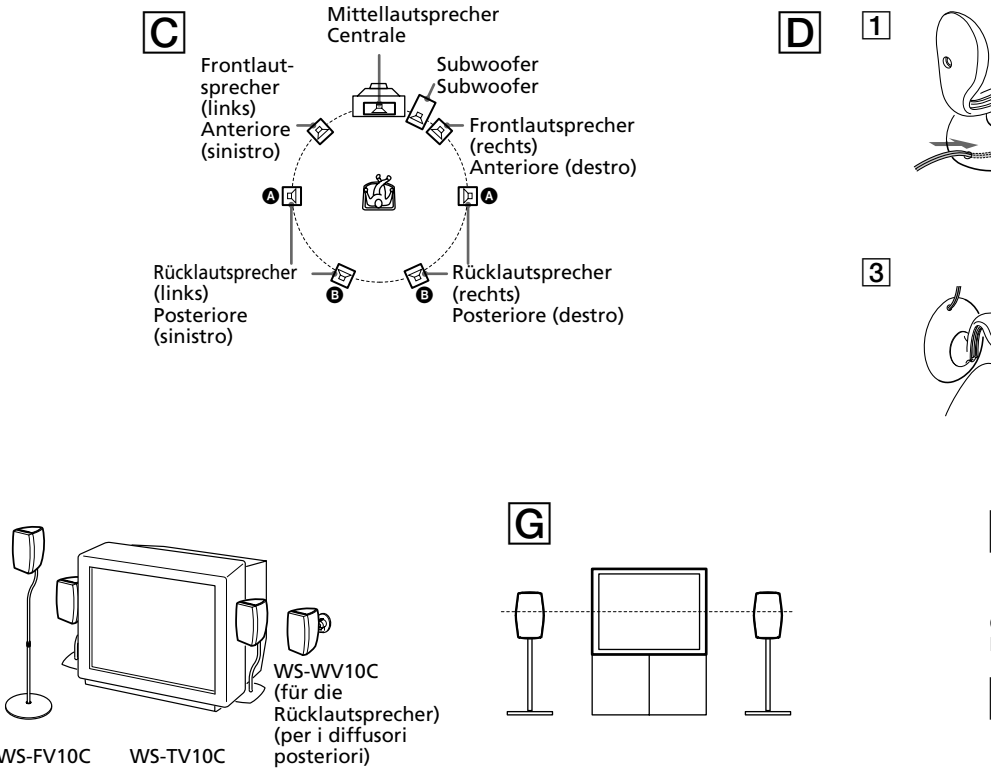 C
Mittellautsprecher
Centrale
Frontlaut-
sprecher
(links)
Anteriore
(sinistro)
Subwoofer
Subwoofer
Frontlautsprecher
(rechts)
Anteriore (destro)
A
A
Rücklautsprecher
(links)
Posteriore
(sinistro)
B
B
Rücklautsprecher
(rechts)
Posteriore (destro)
D
1
3
WS-FV10C
WS-TV10C
WS-WV10C
(für die
Rücklautsprecher)
(per i diffusori
posteriori)
G